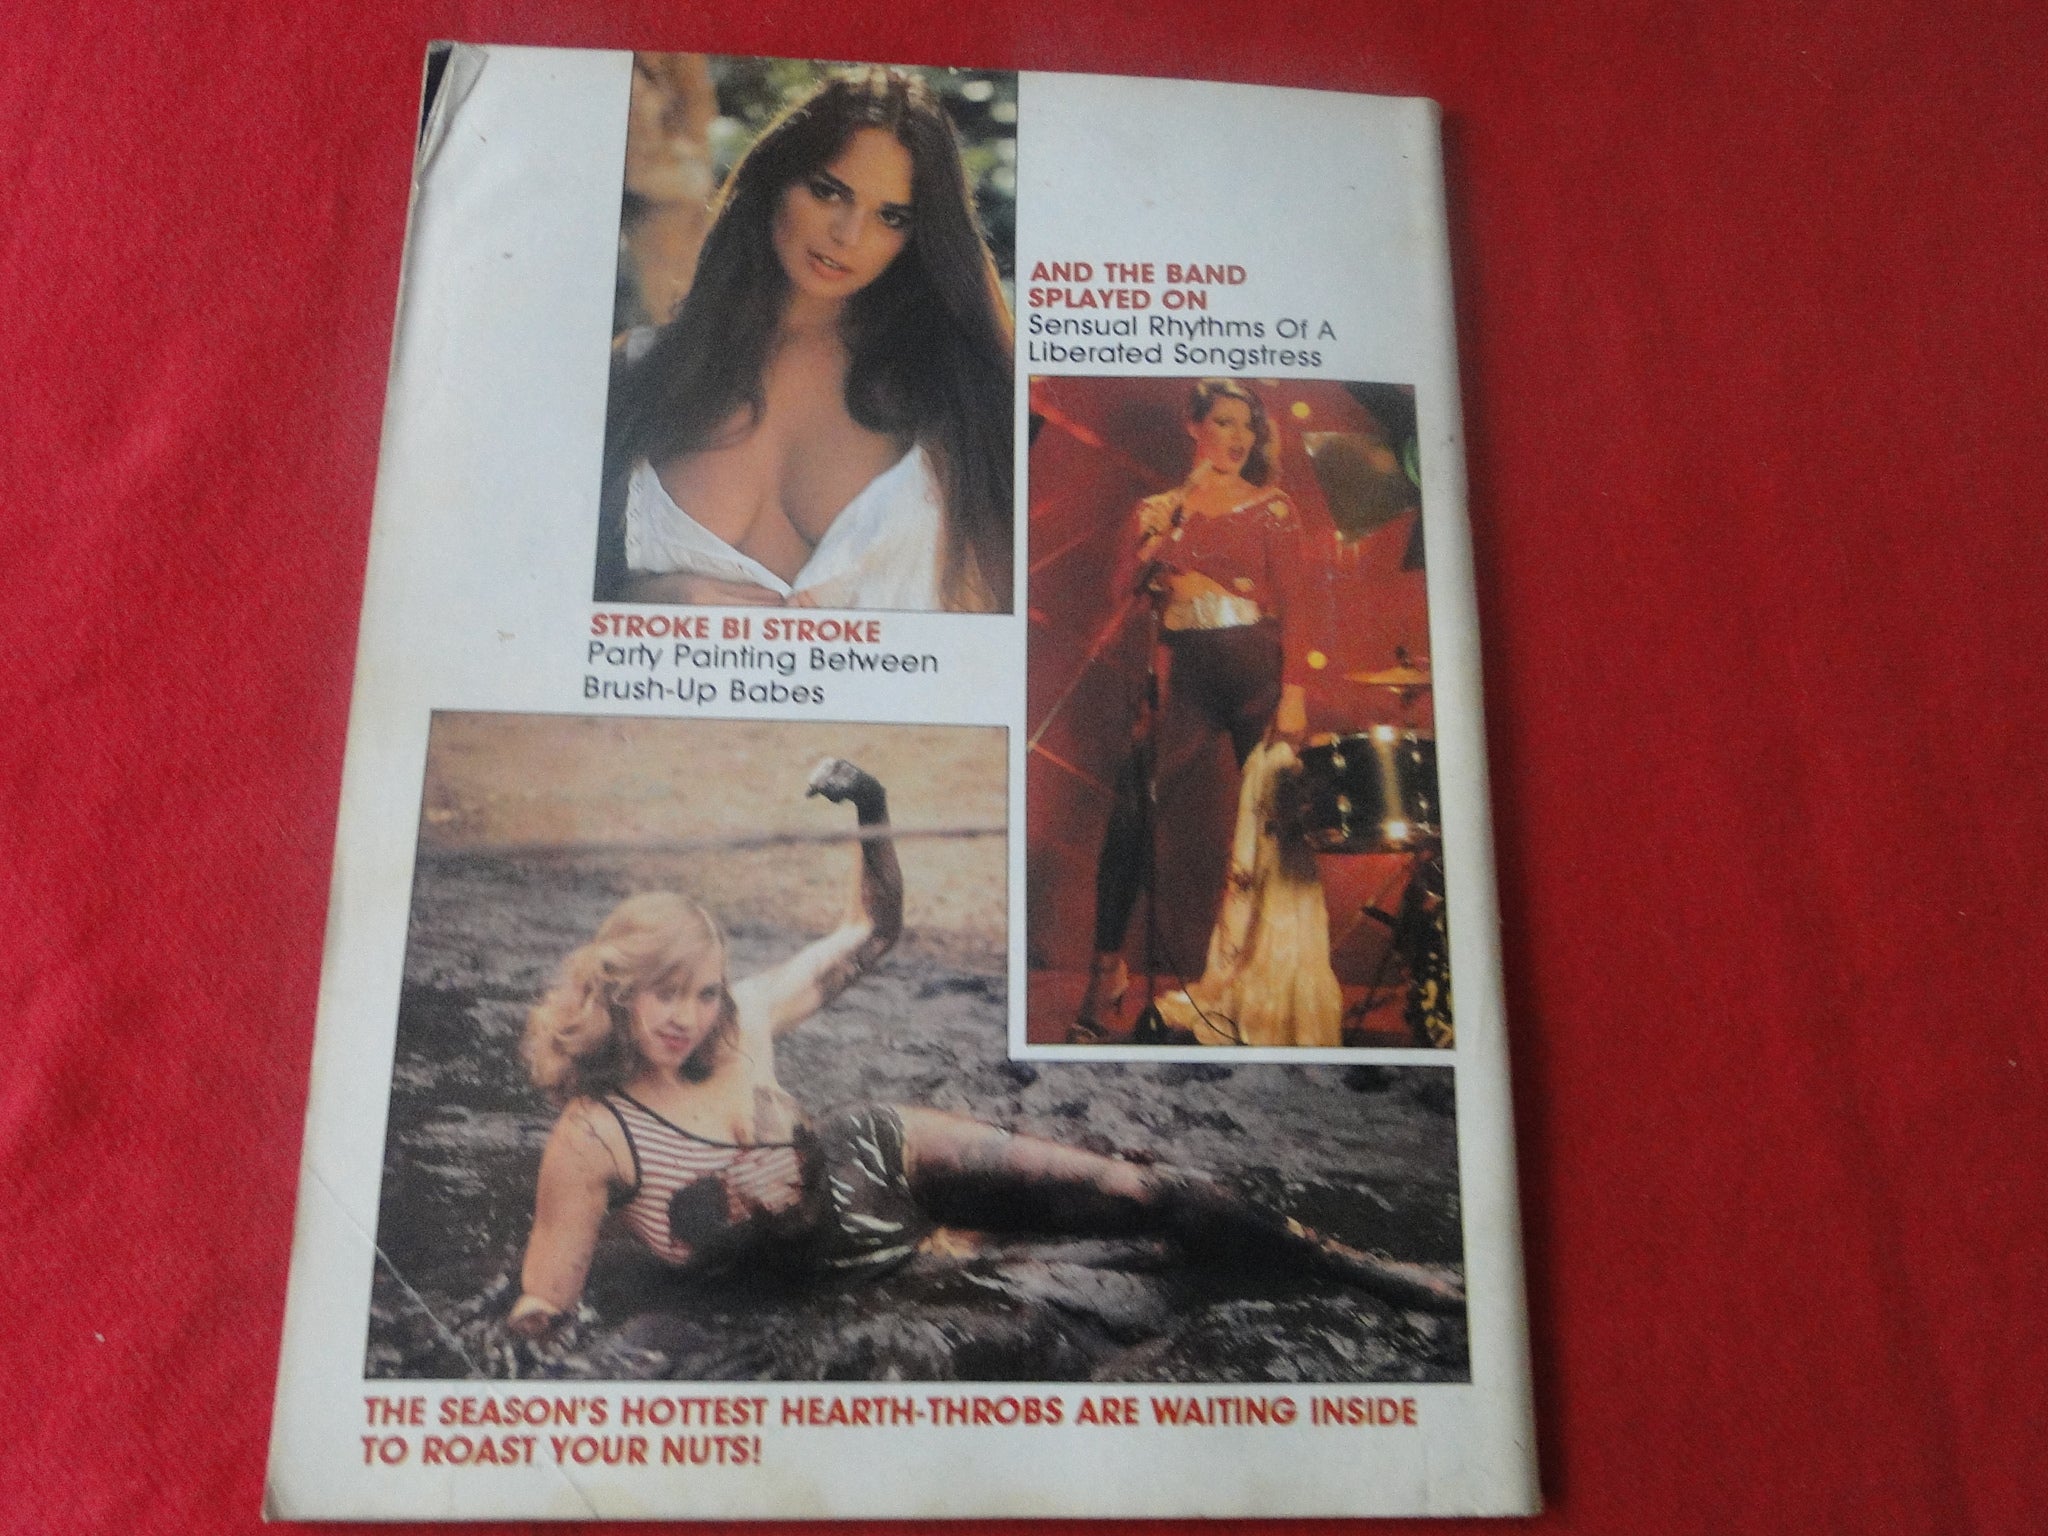 AND THE BAND
SPLAYED ON
Sensual Rhythms Of A
Liberated Songstress
STROKE BI STROKE
Party Painting Between
Brush-Up Babes
THE SEASON'S HOTTEST HEARTH-THROBS ARE WAITING INSIDE
TO ROAST YOUR NUTS!